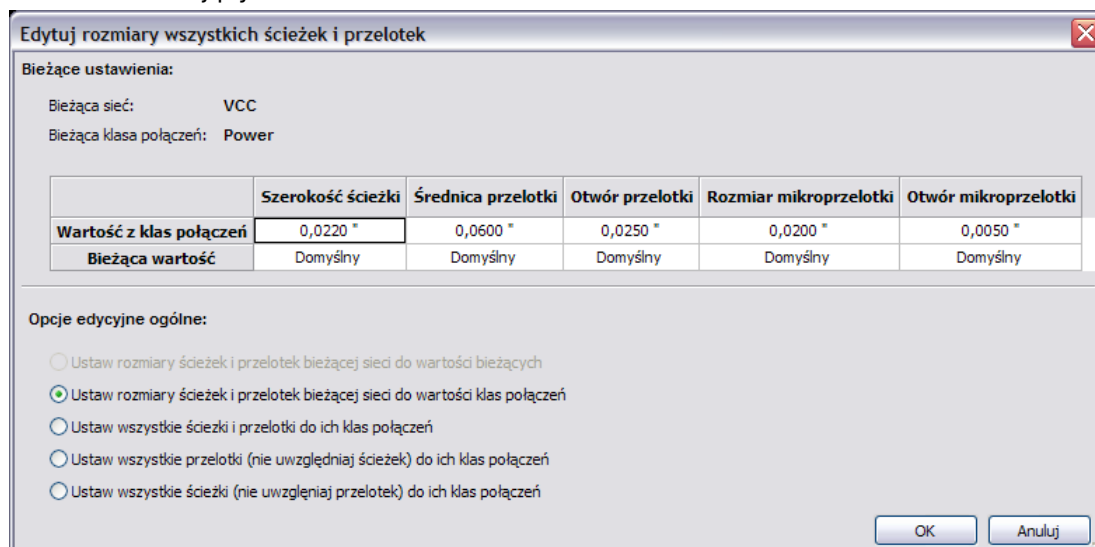 Edytuj rozmiary wszystkich ścieżek i przelotek
Bieżące ustawienia:
Bieżąca sieć: VCC
Bieżąca klasa połączeń: Power
Szerokość ścieżki Średnica przelotki Otwór przelotki Rozmiar mikroprzelotki Otwór mikroprzelotki
Wartość z klas połączeń 0,0220 " 0,0600 " 0,0250 " 0,0200 " 0,0050 "
Bieżąca wartość Domyślny Domyślny Domyślny Domyślny Domyślny
Opcje edycyjne ogólne:
Ustaw rozmiary ścieżek i przelotek bieżącej sieci do wartości bieżących
Ustaw rozmiary ścieżek i przelotek bieżącej sieci do wartości klas połączeń
Ustaw wszystkie ściezki i przelotki do ich klas połączeń
Ustaw wszystkie przelotki (nie uwzględniaj ścieżek) do ich klas połączeń
Ustaw wszystkie ścieżki (nie uwzglęniaj przelotek) do ich klas połączeń
OK Anuluj